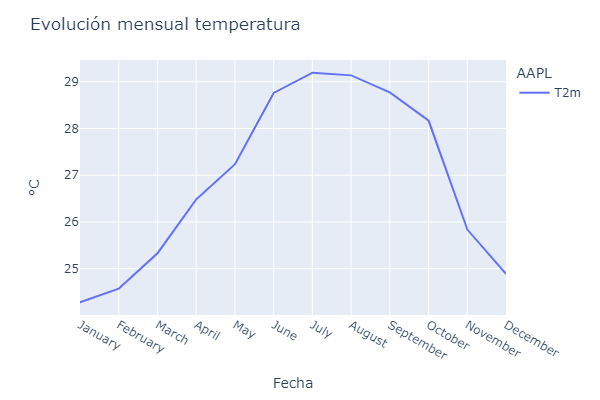 Evolución mensual temperatura
AAPL
T2m
ºC
29
28
27
26
25
January
February
March
April
May
June
July
August
September
October
November
December
Fecha